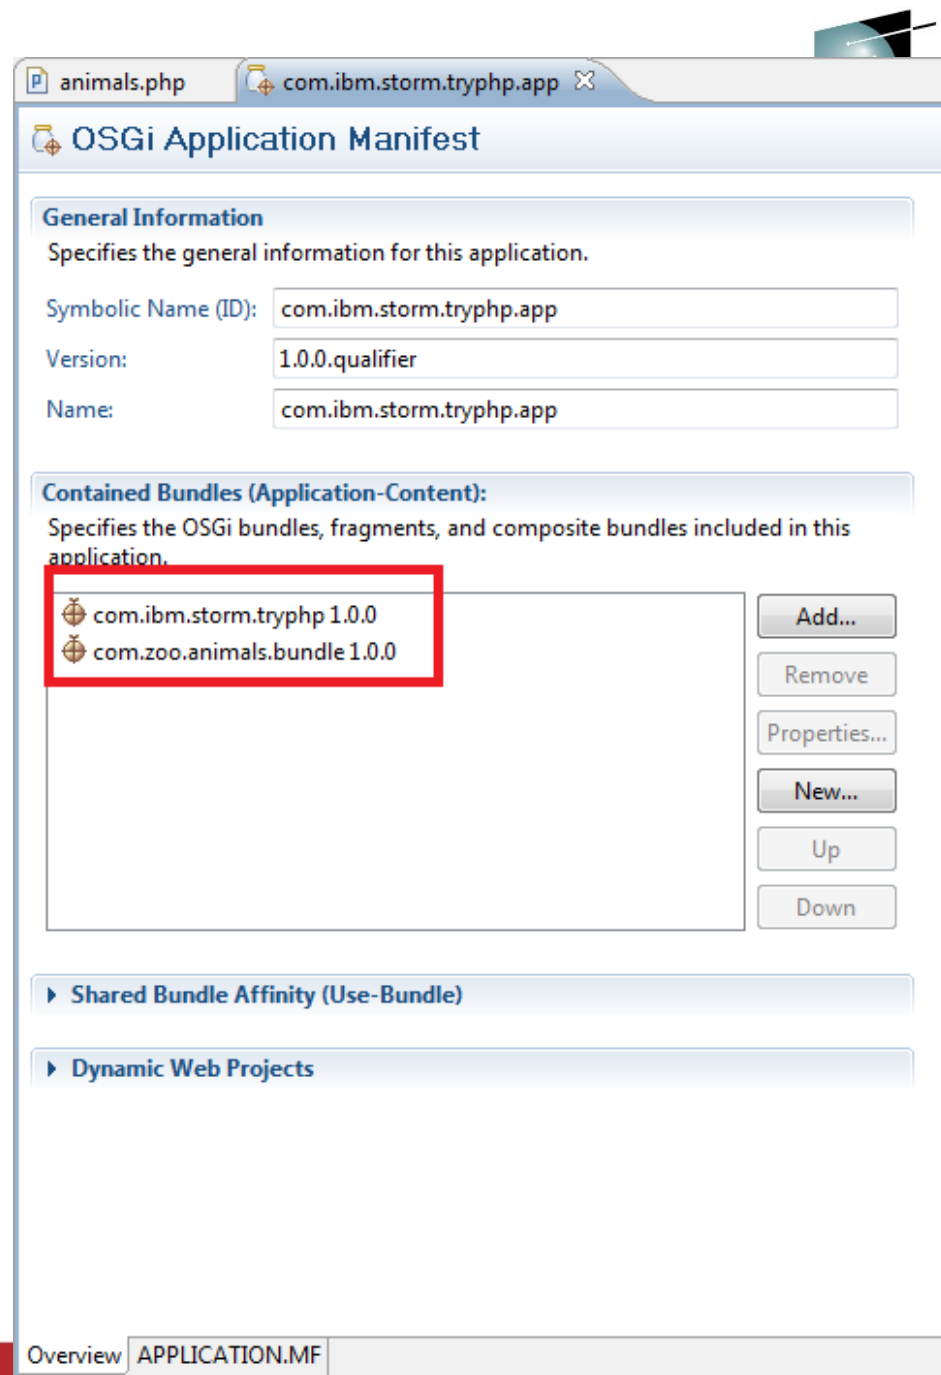 animals.php
com.ibm.storm.tryphp.app
OSGi Application Manifest
General Information
Specifies the general information for this application.
Symbolic Name (ID): com.ibm.storm.tryphp.app
Version: 1.0.0.qualifier
Name: com.ibm.storm.tryphp.app
Contained Bundles (Application-Content):
Specifies the OSGi bundles, fragments, and composite bundles included in this
application.
com.ibm.storm.tryphp 1.0.0
com.zoo.animals.bundle 1.0.0
Add...
Remove
Properties...
New...
Up
Down
Shared Bundle Affinity (Use-Bundle)
Dynamic Web Projects
Overview APPLICATION.MF